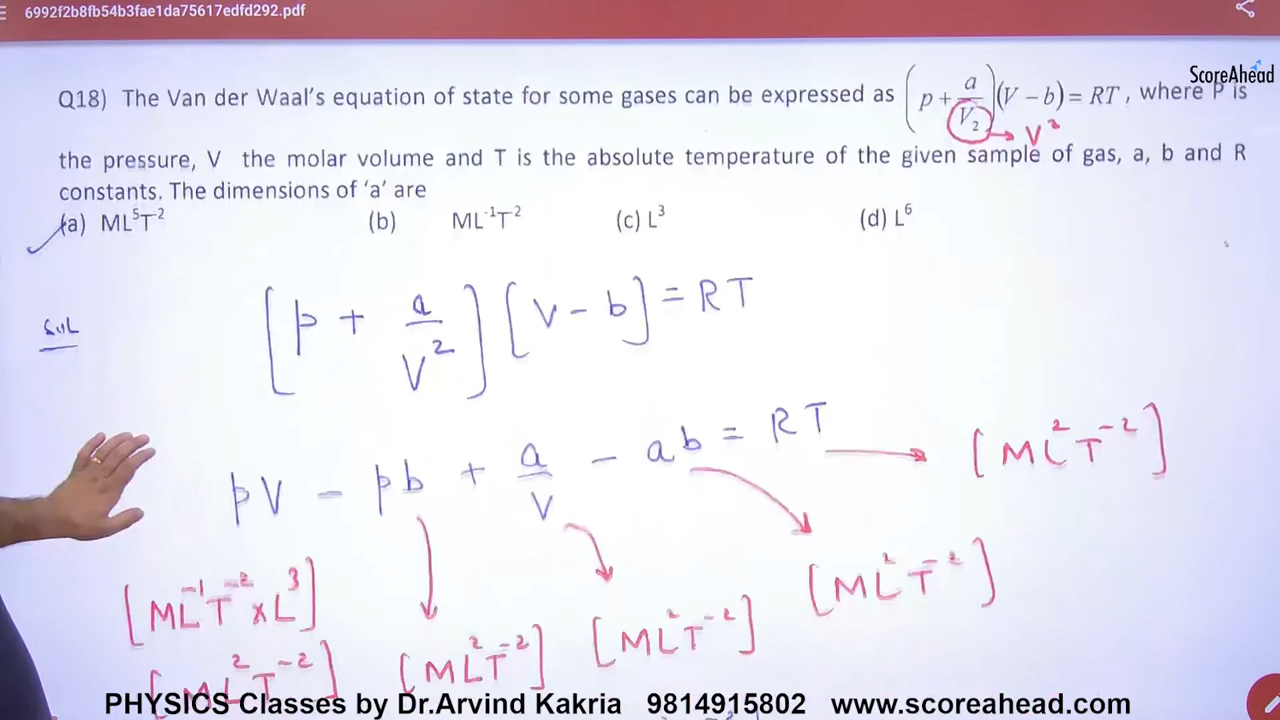 6992f2b8fb54b3fae1da75617edfd292.pdf
ScoreAhead
Q18) The Van der Waal's equation of state for some gases can be expressed as (p + a/V₂)(V − b) = RT, where P is
→ V²
the pressure, V the molar volume and T is the absolute temperature of the given sample of gas, a, b and R
constants. The dimensions of 'a' are
(a) ML⁵T⁻² (b) ML⁻¹T⁻² (c) L³ (d) L⁶
Sol
[p + a/V²] [V − b] = RT
pV − pb + a/V − ab = RT → [ML²T⁻²]
[ML⁻¹T⁻² × L³] [ML²T⁻²]
[ML²T⁻²] [ML²T⁻²] [ML²T⁻²]
PHYSICS Classes by Dr.Arvind Kakria 9814915802 www.scoreahead.com